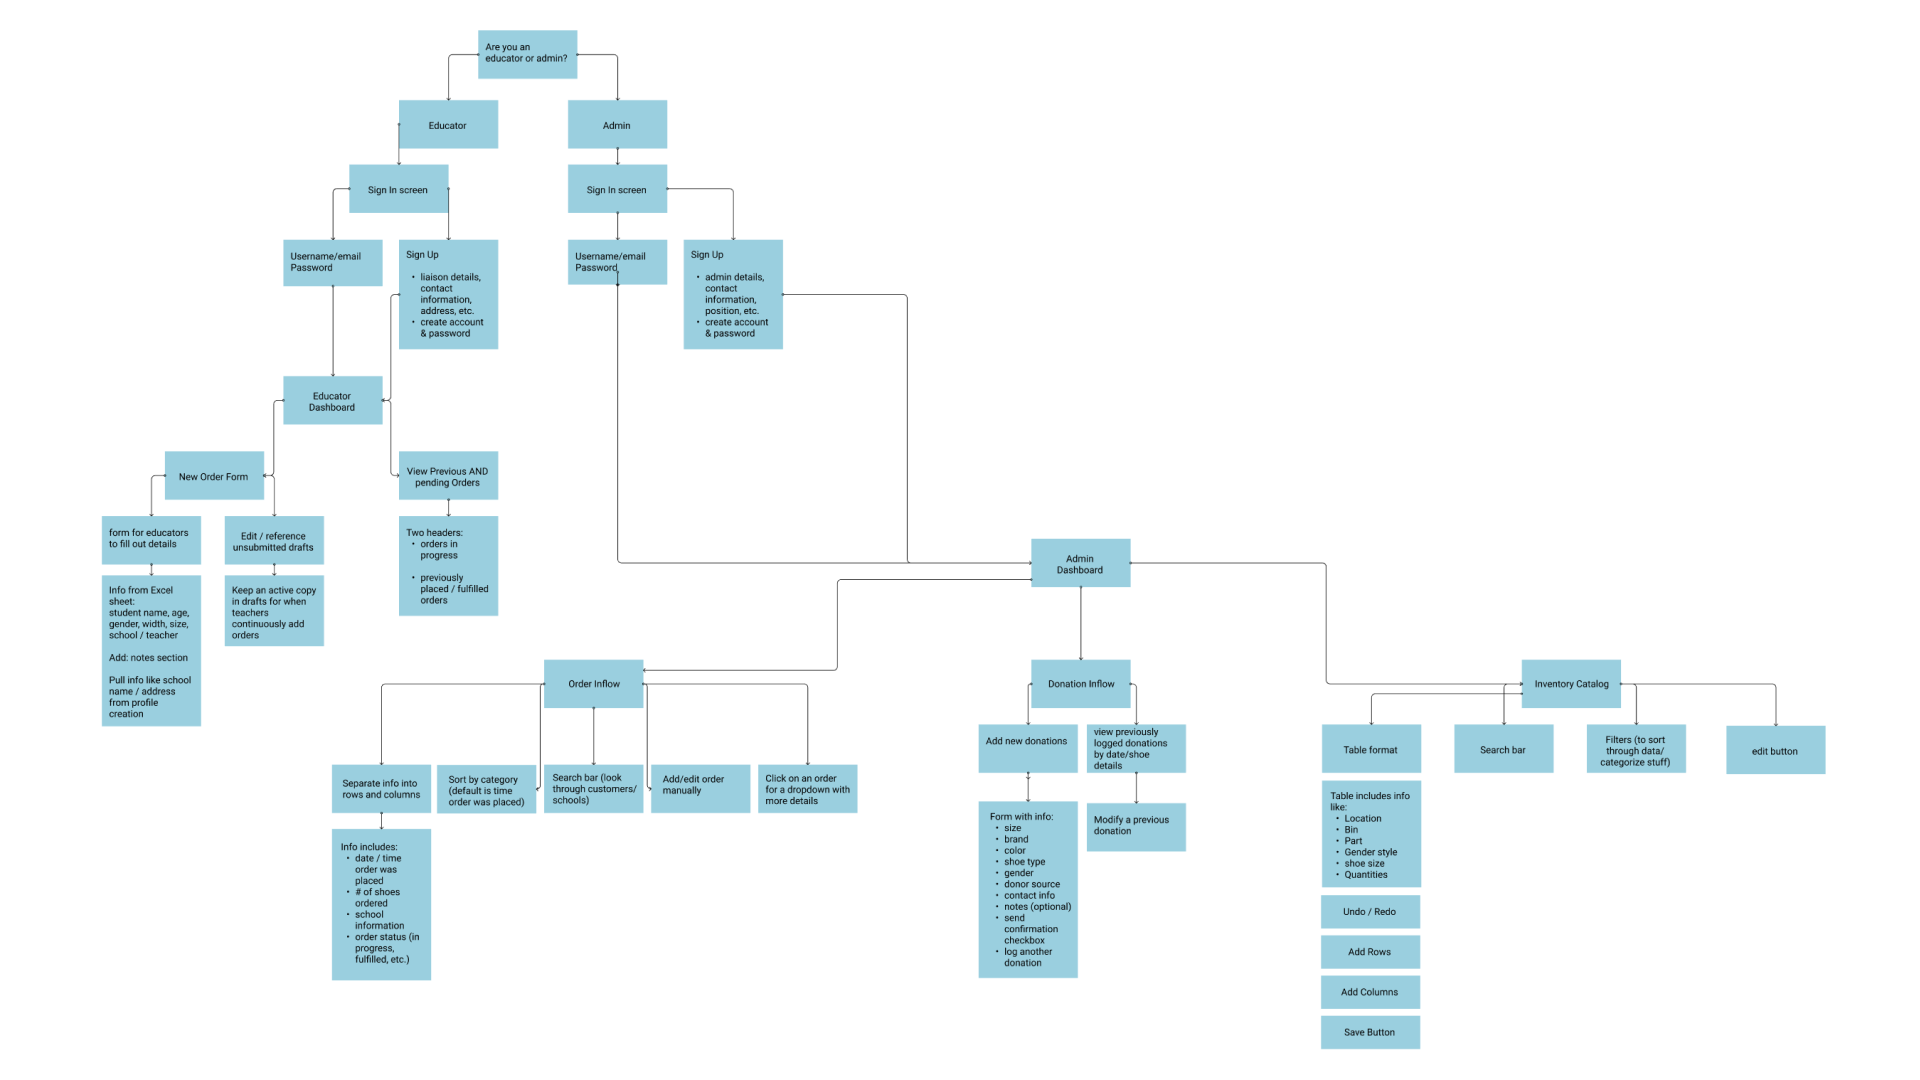 Are you an
educator or admin?
Educator
Admin
Sign In screen
Sign In screen
Username/email
Password
Sign Up
• liaison details,
contact
information,
address, etc.
• create account
& password
Username/email
Password
Sign Up
• admin details,
contact
information,
position, etc.
• create account
& password
Educator
Dashboard
New Order Form
View Previous AND
pending Orders
form for educators
to fill out details
Edit / reference
unsubmitted drafts
Two headers:
• orders in
progress
• previously
placed / fulfilled
orders
Info from Excel
sheet:
student name, age,
gender, width, size,
school / teacher
Add: notes section
Pull info like school
name / address
from profile
creation
Keep an active copy
in drafts for when
teachers
continuously add
orders
Admin
Dashboard
Order Inflow
Donation Inflow
Inventory Catalog
Separate info into
rows and columns
Sort by category
(default is time
order was placed)
Search bar (look
through customers/
schools)
Add/edit order
manually
Click on an order
for a dropdown with
more details
Info includes:
• date / time
order was
placed
• # of shoes
ordered
• school
information
• order status (in
progress,
fulfilled, etc.)
Add new donations
view previously
logged donations
by date/shoe
details
Form with info:
• size
• brand
• color
• shoe type
• gender
• donor source
• contact info
• notes (optional)
• send
confirmation
checkbox
• log another
donation
Modify a previous
donation
Table format
Search bar
Filters (to sort
through data/
categorize stuff)
edit button
Table includes info
like:
• Location
• Bin
• Part
• Gender style
• shoe size
• Quantities
Undo / Redo
Add Rows
Add Columns
Save Button